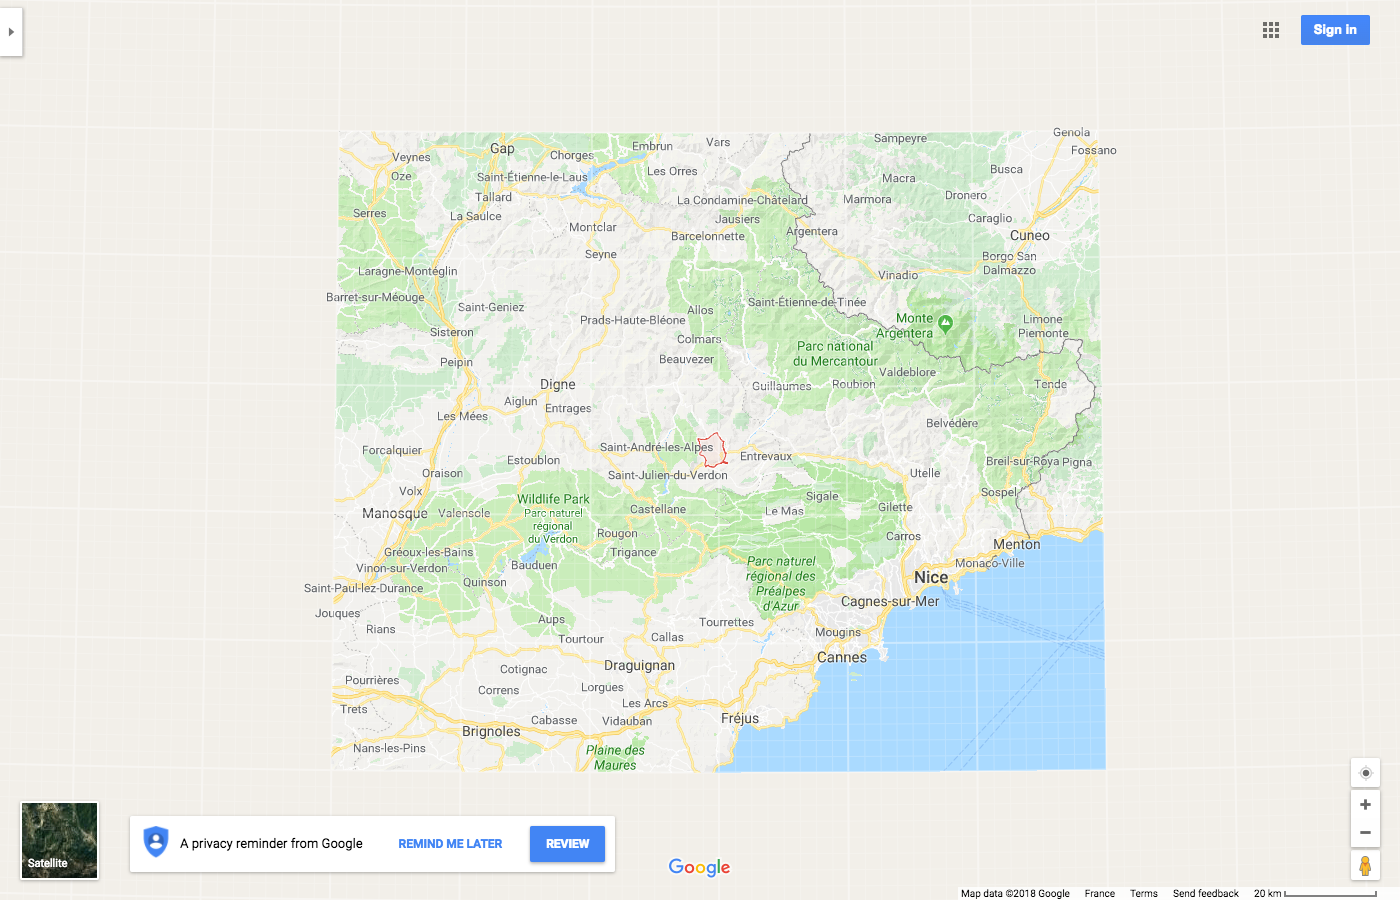 Sign in
Genola
Embrun
Vars
Sampeyre
Gap
Fossano
Veynes
Chorges
Les Orres
Busca
Oze
Saint-Étienne-le-Laus
Macra
Tallard
La Condamine-Châtelard
Marmora
Dronero
Serres
La Saulce
Jausiers
Caraglio
Montclar
Barcelonnette
Argentera
Cuneo
Seyne
Borgo San
Dalmazzo
Laragne-Montéglin
Vinadio
Barret-sur-Méouge
Saint-Geniez
Allos
Saint-Étienne-de-Tinée
Prads-Haute-Bléone
Monte
Argentera
Limone
Piemonte
Sisteron
Colmars
Parc national
du Mercantour
Peipin
Beauvezer
Valdeblore
Digne
Guillaumes
Roubion
Tende
Aiglun
Entrages
Les Mées
Belvédère
Forcalquier
Saint-André-les-Alpes
Entrevaux
Estoublon
Breil-sur-Roya
Pigna
Oraison
Saint-Julien-du-Verdon
Utelle
Volx
Wildlife Park
Sigale
Sospel
Manosque
Valensole
Parc naturel
régional
du Verdon
Castellane
Le Mas
Gilette
Rougon
Carros
Gréoux-les-Bains
Trigance
Menton
Vinon-sur-Verdon
Bauduen
Parc naturel
régional des
Préalpes
d'Azur
Monaco-Ville
Quinson
Nice
Saint-Paul-lez-Durance
Cagnes-sur-Mer
Jouques
Aups
Tourrettes
Rians
Tourtour
Callas
Mougins
Cotignac
Draguignan
Cannes
Pourrières
Correns
Lorgues
Trets
Les Arcs
Cabasse
Vidauban
Fréjus
Brignoles
Nans-les-Pins
Plaine des
Maures
Satellite
A privacy reminder from Google
REMIND ME LATER
REVIEW
Google
Map data ©2018 Google
France
Terms
Send feedback
20 km